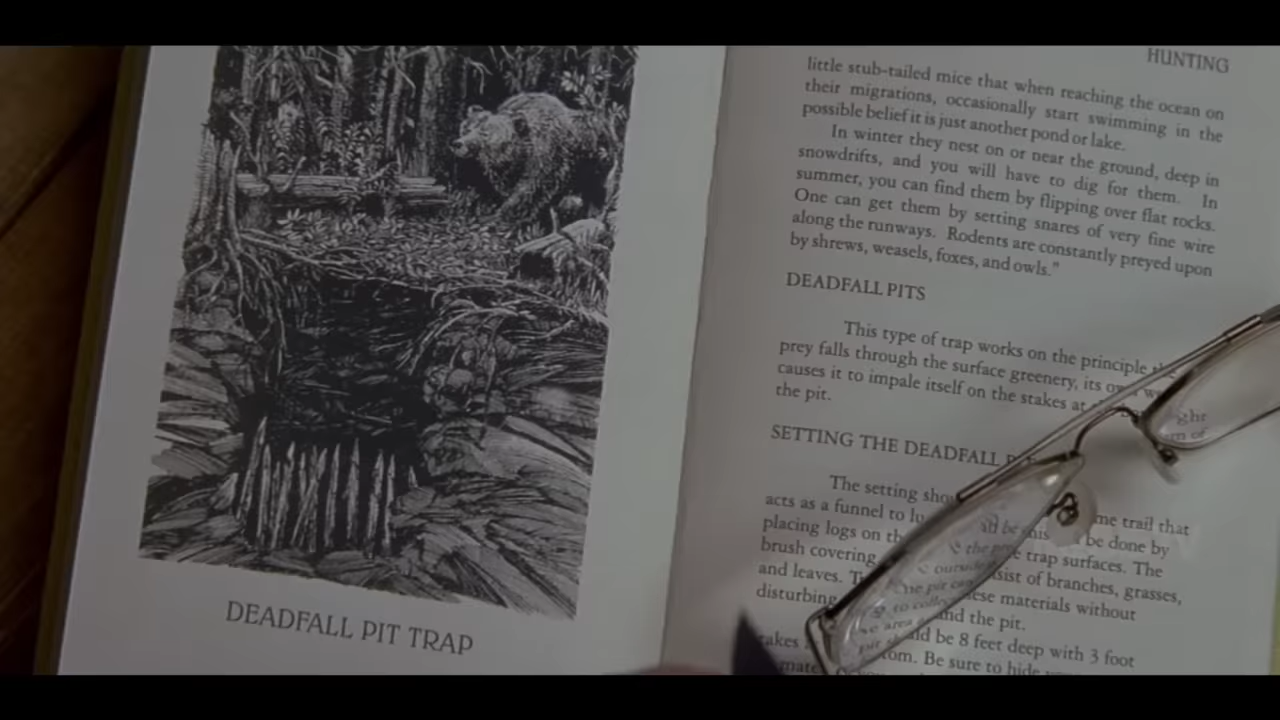 DEADFALL PIT TRAP
HUNTING
little stub-tailed mice that when reaching the ocean on
their migrations, occasionally start swimming in the
possible belief it is just another pond or lake.
In winter they nest on or near the ground, deep in
snowdrifts, and you will have to dig for them. In
summer, you can find them by flipping over flat rocks.
One can get them by setting snares of very fine wire
along the runways. Rodents are constantly preyed upon
by shrews, weasels, foxes, and owls."
DEADFALL PITS
This type of trap works on the principle
prey falls through the surface greenery, its own
causes it to impale itself on the stakes at
the pit.
SETTING THE DEADFALL
The setting trail that
acts as a funnel to be done by
placing logs on trap surfaces. The
brush covering of branches, grasses,
and leaves. these materials without
disturbing and the pit.
be 8 feet deep with 3 foot
Be sure to hide